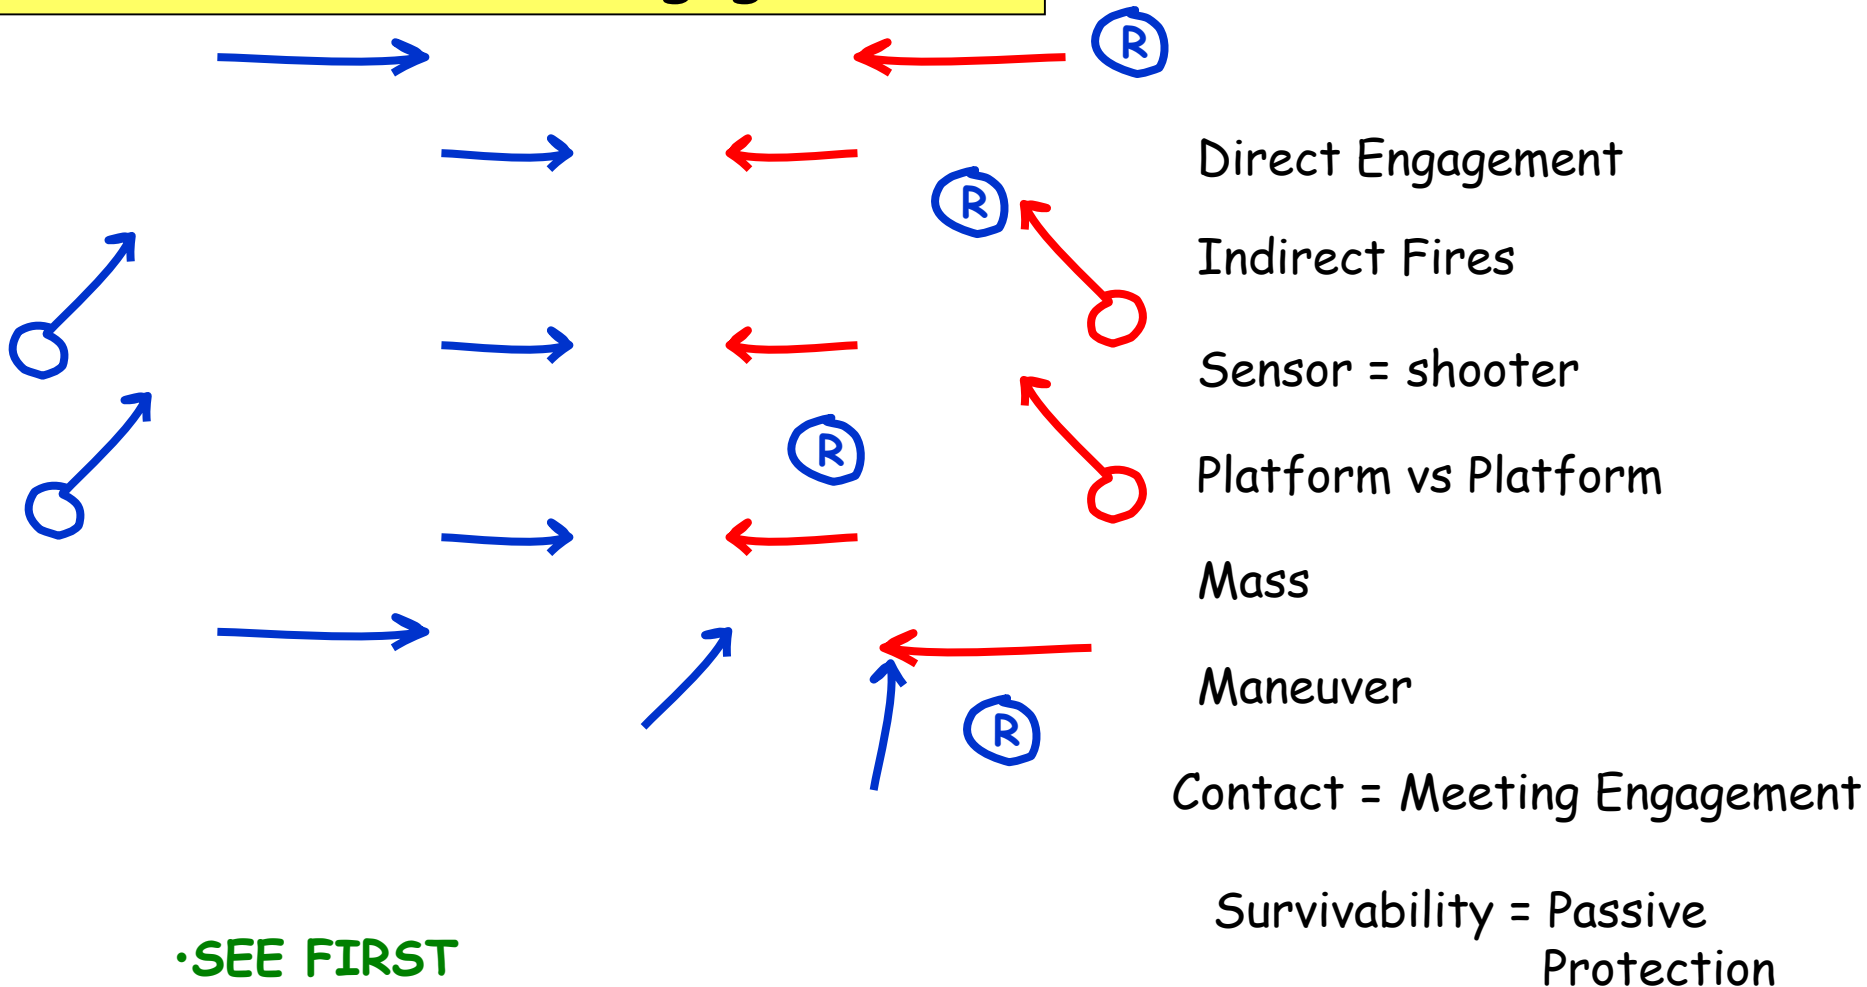 R
Direct Engagement
R
Indirect Fires
Sensor = shooter
R
Platform vs Platform
Mass
Maneuver
R
Contact = Meeting Engagement
Survivability = Passive
Protection
•SEE FIRST